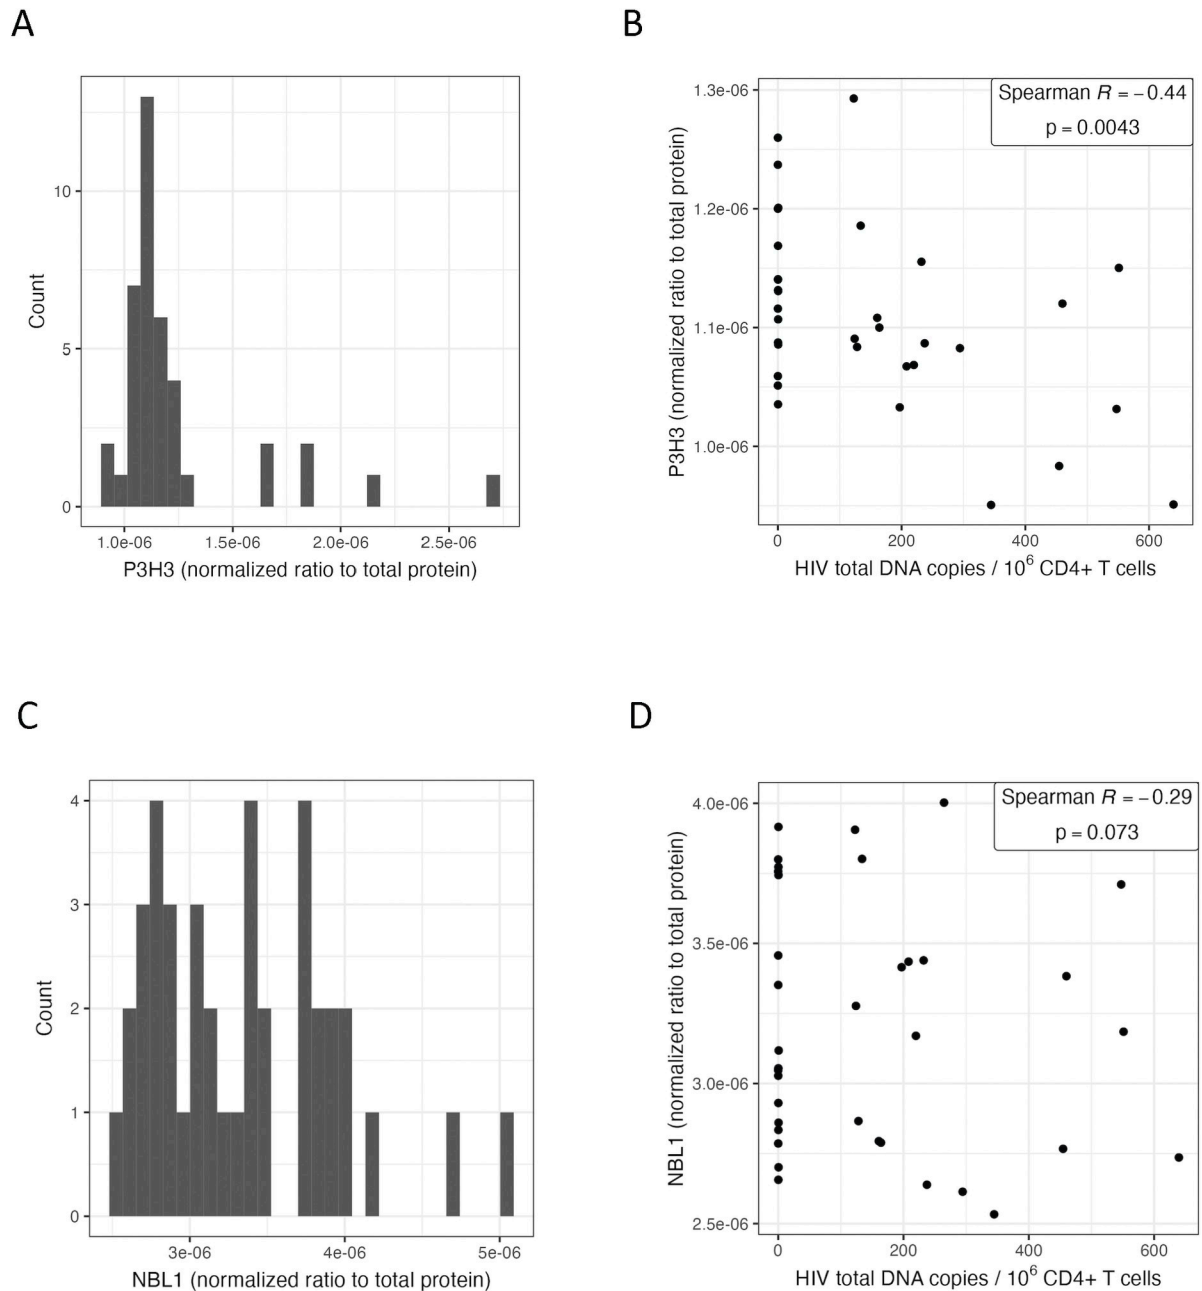 A
Count
10
5
0
1.0e-06 1.5e-06 2.0e-06 2.5e-06
P3H3 (normalized ratio to total protein)
B
P3H3 (normalized ratio to total protein)
1.3e-06
1.2e-06
1.1e-06
1.0e-06
Spearman R = −0.44
p = 0.0043
0 200 400 600
HIV total DNA copies / 10⁶ CD4+ T cells
C
Count
4
3
2
1
0
3e-06 4e-06 5e-06
NBL1 (normalized ratio to total protein)
D
NBL1 (normalized ratio to total protein)
4.0e-06
3.5e-06
3.0e-06
2.5e-06
Spearman R = −0.29
p = 0.073
0 200 400 600
HIV total DNA copies / 10⁶ CD4+ T cells